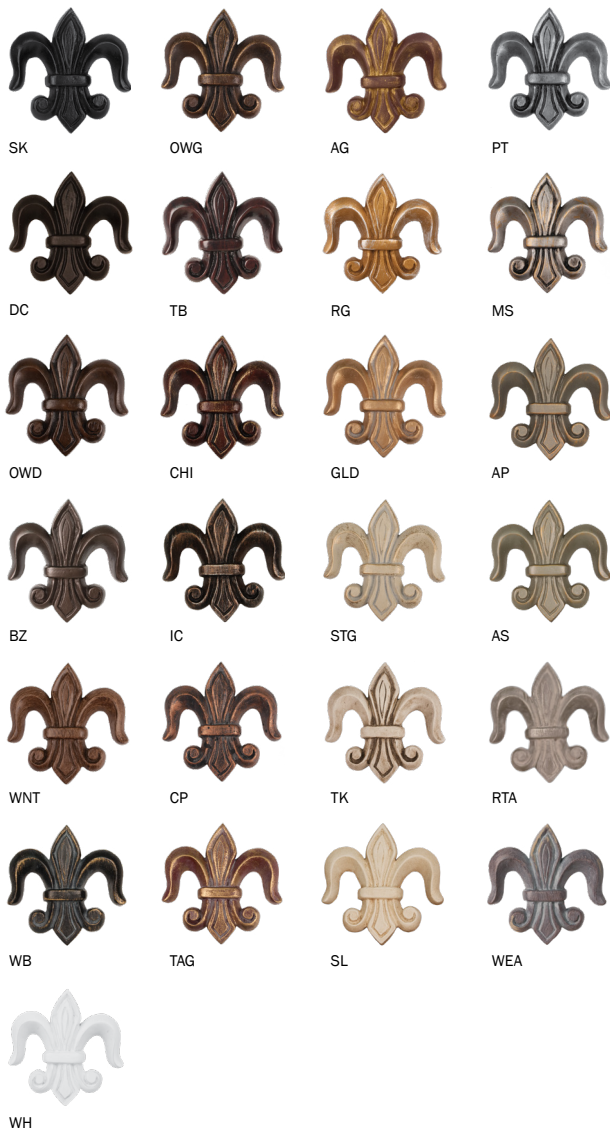 SK OWG AG PT
DC TB RG MS
OWD CHI GLD AP
BZ IC STG AS
WNT CP TK RTA
WB TAG SL WEA
WH